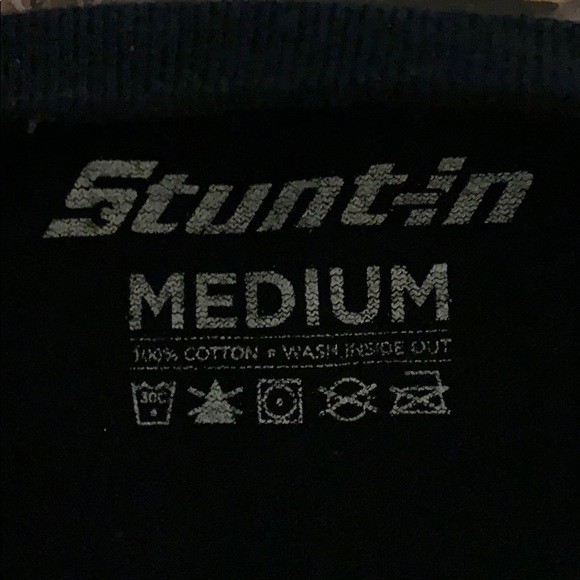 Stunt-in
MEDIUM
100% COTTON • WASH INSIDE OUT
30C